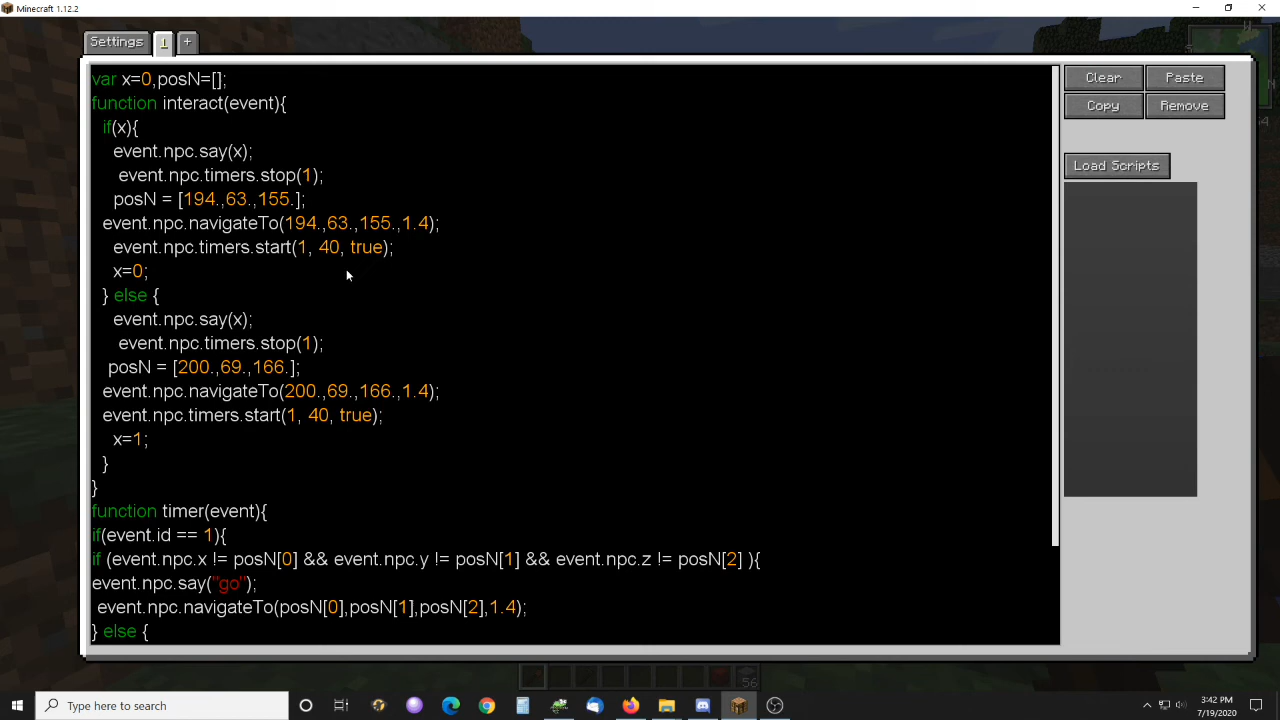 Minecraft 1.12.2
Settings
1
+
var x=0,posN=[];
function interact(event){
if(x){
event.npc.say(x);
event.npc.timers.stop(1);
posN = [194.,63.,155.];
event.npc.navigateTo(194.,63.,155.,1.4);
event.npc.timers.start(1, 40, true);
x=0;
} else {
event.npc.say(x);
event.npc.timers.stop(1);
posN = [200.,69.,166.];
event.npc.navigateTo(200.,69.,166.,1.4);
event.npc.timers.start(1, 40, true);
x=1;
}
}
function timer(event){
if(event.id == 1){
if (event.npc.x != posN[0] && event.npc.y != posN[1] && event.npc.z != posN[2] ){
event.npc.say("go");
event.npc.navigateTo(posN[0],posN[1],posN[2],1.4);
} else {
Clear
Paste
Copy
Remove
Load Scripts
56
Type here to search
3:42 PM
7/19/2020